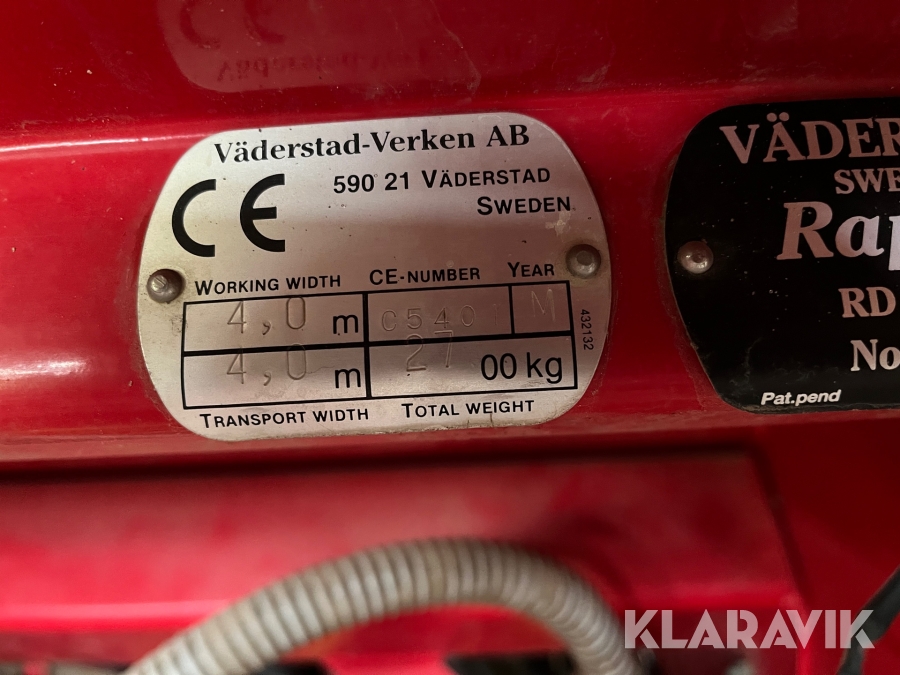 Väderstad-Verken AB
CE
590 21 VÄDERSTAD
SWEDEN
WORKING WIDTH CE-NUMBER YEAR
4,0 m 05401 M
4,0 m 27 00 kg
TRANSPORT WIDTH TOTAL WEIGHT
432132
VÄDER
SWE
Rap
RD
No
Pat.pend
KLARAVIK